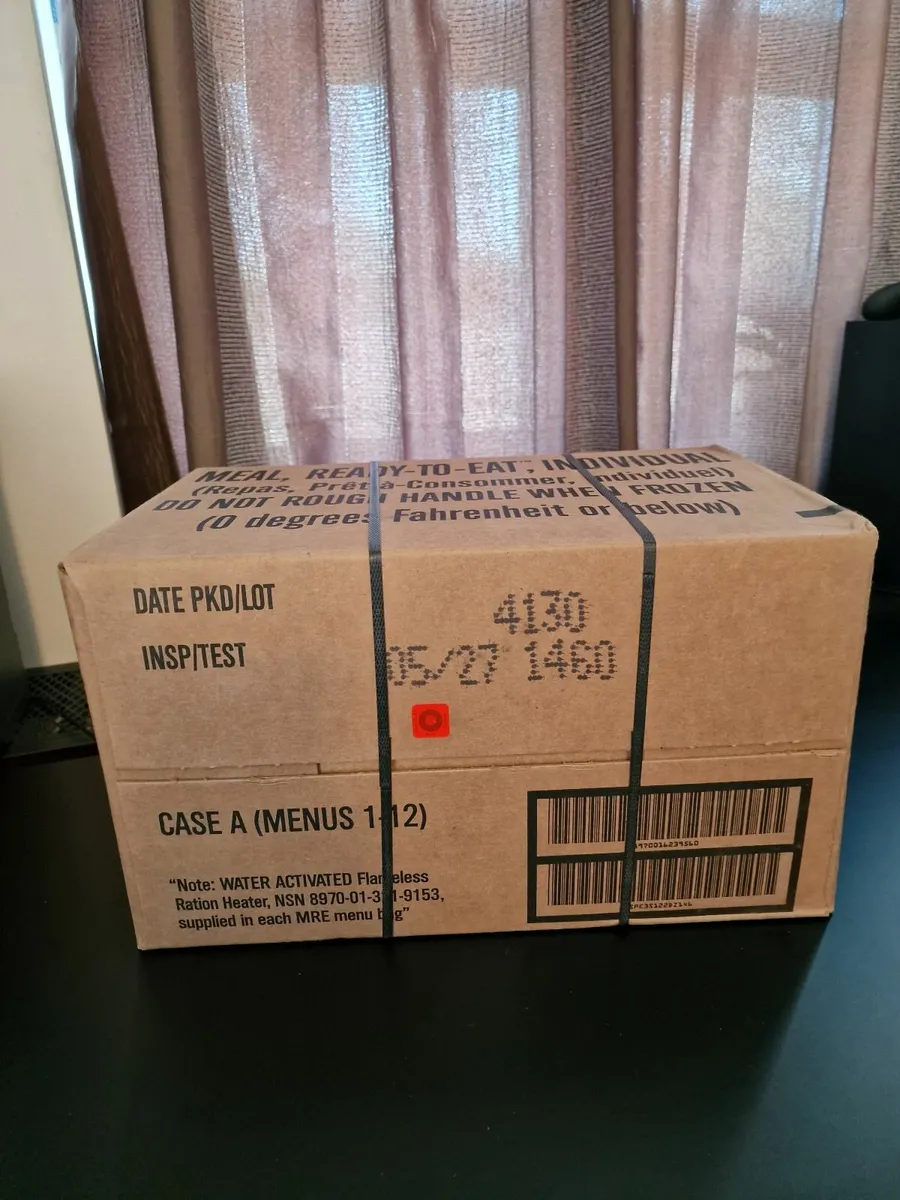 MEAL, READY-TO-EAT™, INDIVIDUAL
(Repas, Prêt-à-Consommer, Individuel)
DO NOT ROUGH HANDLE WHEN FROZEN
(0 degrees Fahrenheit or below)
DATE PKD/LOT
4130
INSP/TEST
05/27 1460
CASE A (MENUS 1-12)
“Note: WATER ACTIVATED Flameless
Ration Heater, NSN 8970-01-321-9153,
supplied in each MRE menu bag”